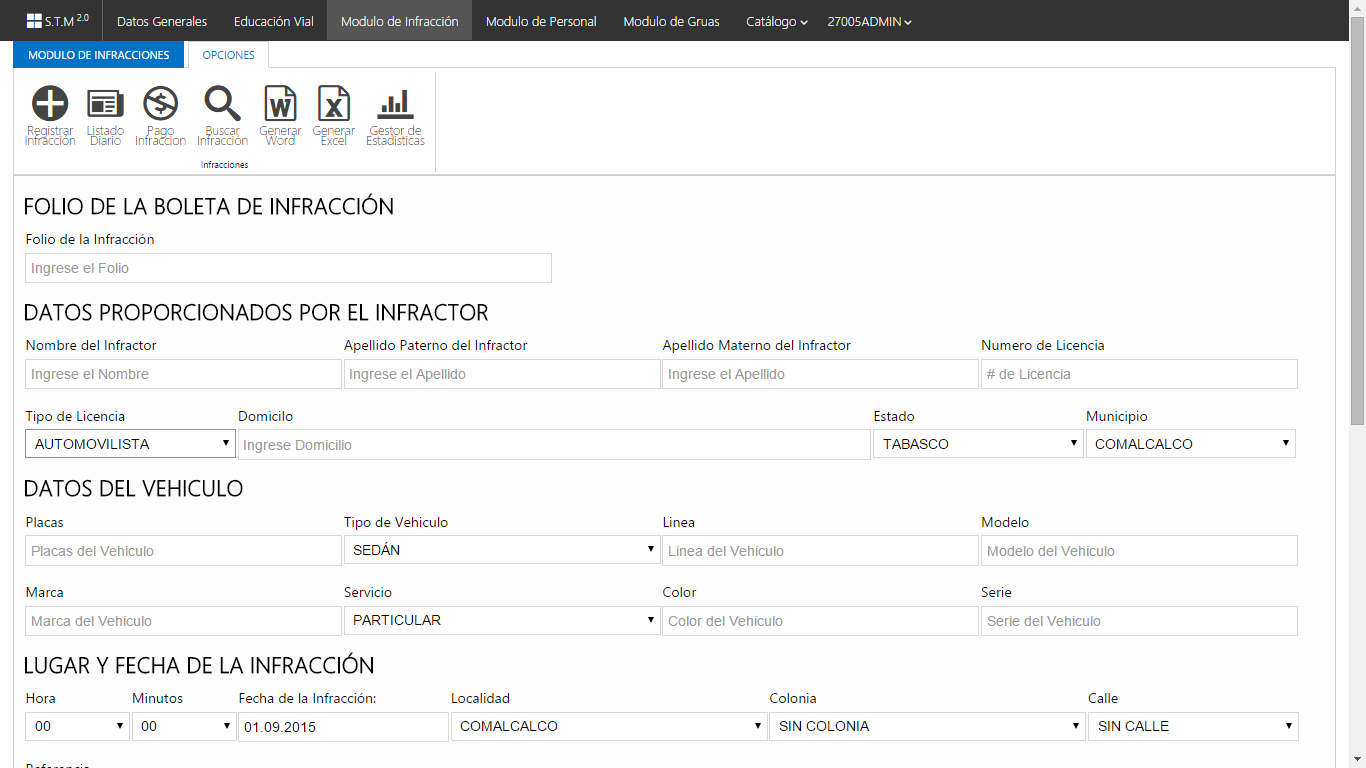 S.T.M 2.0 Datos Generales Educación Vial Modulo de Infracción Modulo de Personal Modulo de Gruas Catálogo 27005ADMIN
MODULO DE INFRACCIONES OPCIONES
Registrar Infracción
Listado Diario
Pago Infraccion
Buscar Infracción
Generar Word
Generar Excel
Gestor de Estadisticas
Infracciones
FOLIO DE LA BOLETA DE INFRACCIÓN
Folio de la Infracción
Ingrese el Folio
DATOS PROPORCIONADOS POR EL INFRACTOR
Nombre del Infractor Apellido Paterno del Infractor Apellido Materno del Infractor Numero de Licencia
Ingrese el Nombre Ingrese el Apellido Ingrese el Apellido # de Licencia
Tipo de Licencia Domicilo Estado Municipio
AUTOMOVILISTA Ingrese Domicilio TABASCO COMALCALCO
DATOS DEL VEHICULO
Placas Tipo de Vehiculo Linea Modelo
Placas del Vehiculo SEDÁN Linea del Vehiculo Modelo del Vehiculo
Marca Servicio Color Serie
Marca del Vehiculo PARTICULAR Color del Vehiculo Serie del Vehiculo
LUGAR Y FECHA DE LA INFRACCIÓN
Hora Minutos Fecha de la Infracción: Localidad Colonia Calle
00 00 01.09.2015 COMALCALCO SIN COLONIA SIN CALLE
Referencia